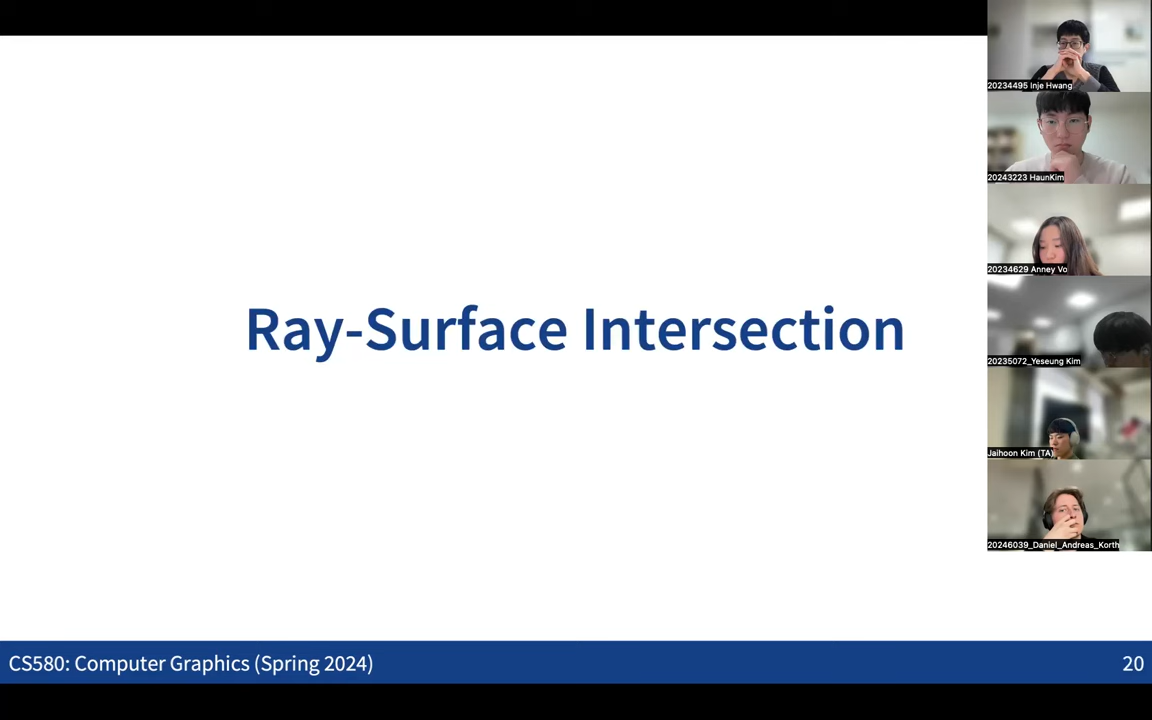 Ray-Surface Intersection
20234495 Inje Hwang
20243223 HaunKim
20234629 Anney Vo
20235072_Yeseung Kim
Jaihoon Kim (TA)
20246039_Daniel_Andreas_Korth
CS580: Computer Graphics (Spring 2024)
20